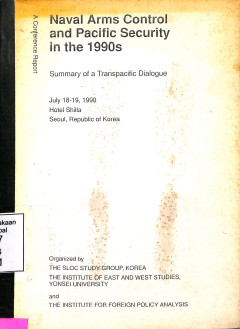 A Conference Report
Naval Arms Control
and Pacific Security
in the 1990s
Summary of a Transpacific Dialogue
July 18-19, 1990
Hotel Shilla
Seoul, Republic of Korea
Organized by
THE SLOC STUDY GROUP, KOREA
THE INSTITUTE OF EAST AND WEST STUDIES,
YONSEI UNIVERSITY
and
THE INSTITUTE FOR FOREIGN POLICY ANALYSIS